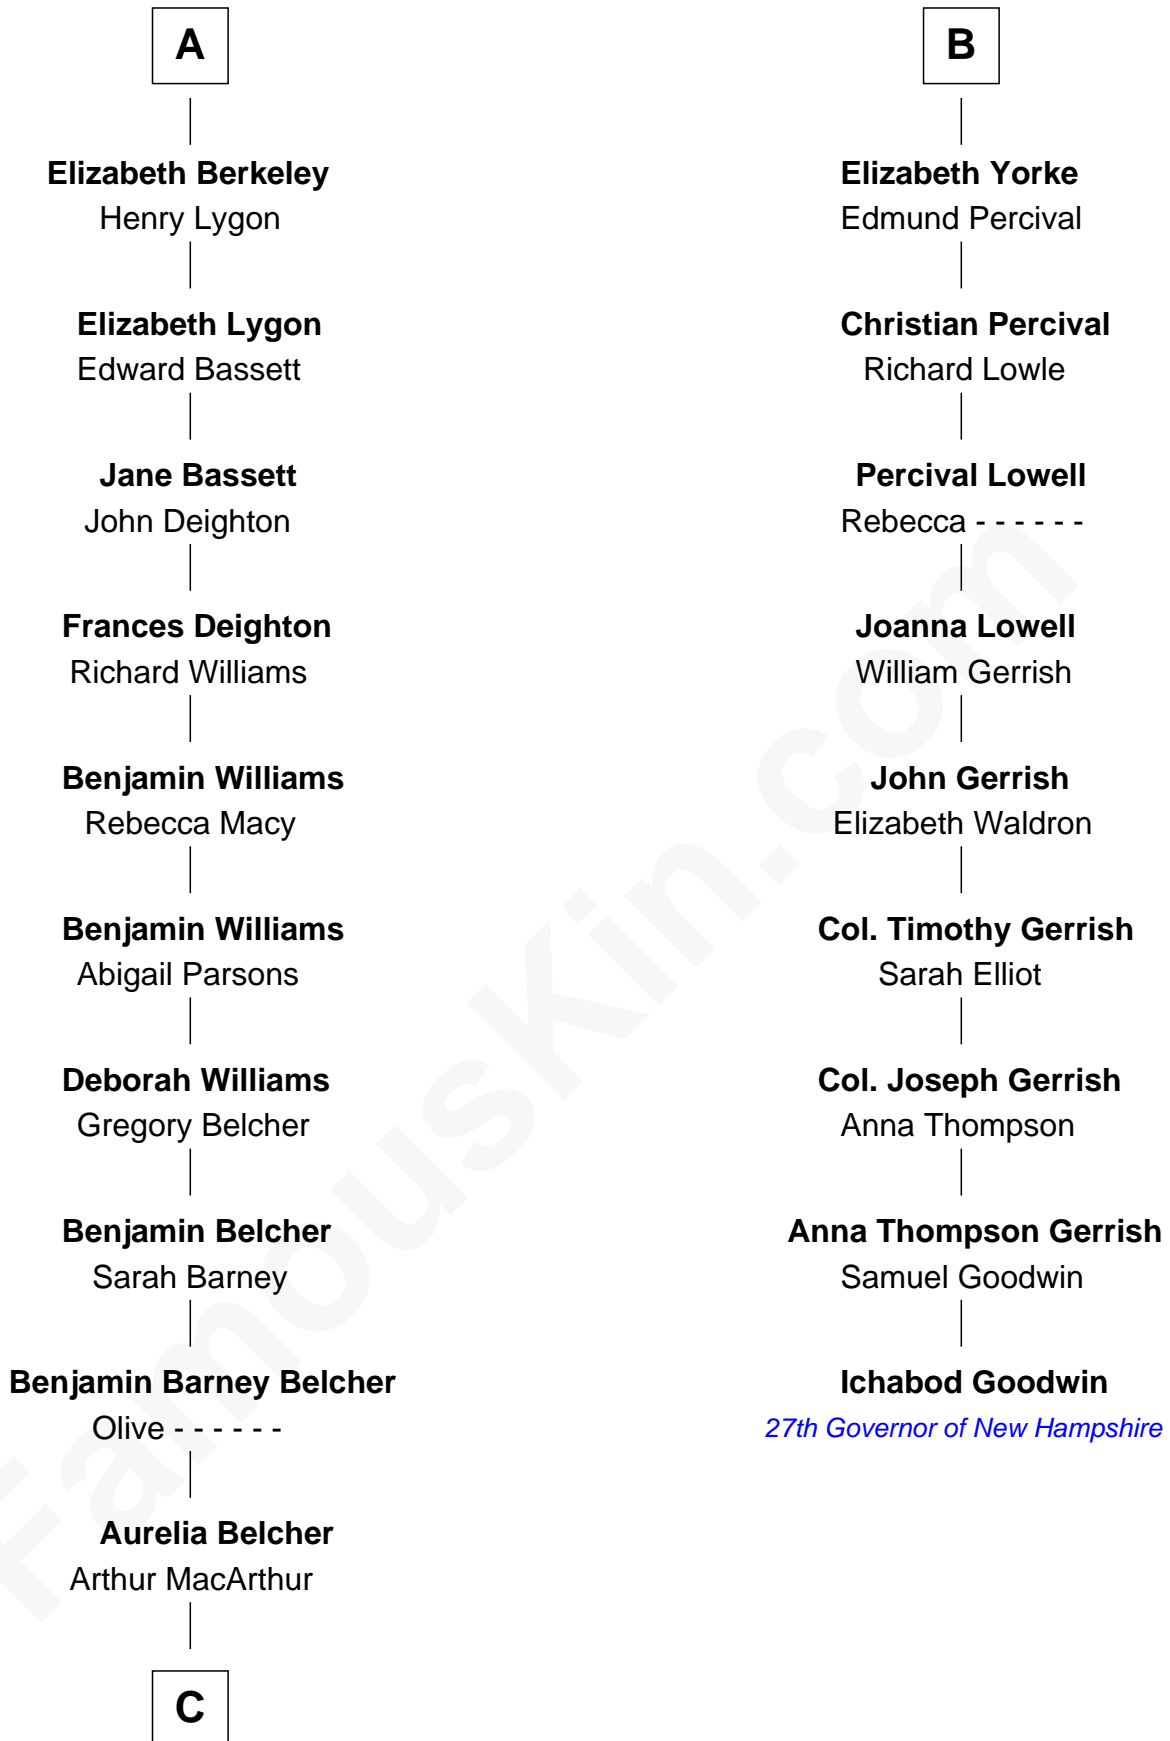 A
Elizabeth Berkeley
Henry Lygon
Elizabeth Lygon
Edward Bassett
Jane Bassett
John Deighton
Frances Deighton
Richard Williams
Benjamin Williams
Rebecca Macy
Benjamin Williams
Abigail Parsons
Deborah Williams
Gregory Belcher
Benjamin Belcher
Sarah Barney
Benjamin Barney Belcher
Olive - - - - - -
Aurelia Belcher
Arthur MacArthur
C
B
Elizabeth Yorke
Edmund Percival
Christian Percival
Richard Lowle
Percival Lowell
Rebecca - - - - - -
Joanna Lowell
William Gerrish
John Gerrish
Elizabeth Waldron
Col. Timothy Gerrish
Sarah Elliot
Col. Joseph Gerrish
Anna Thompson
Anna Thompson Gerrish
Samuel Goodwin
Ichabod Goodwin
27th Governor of New Hampshire
FamousKin.com